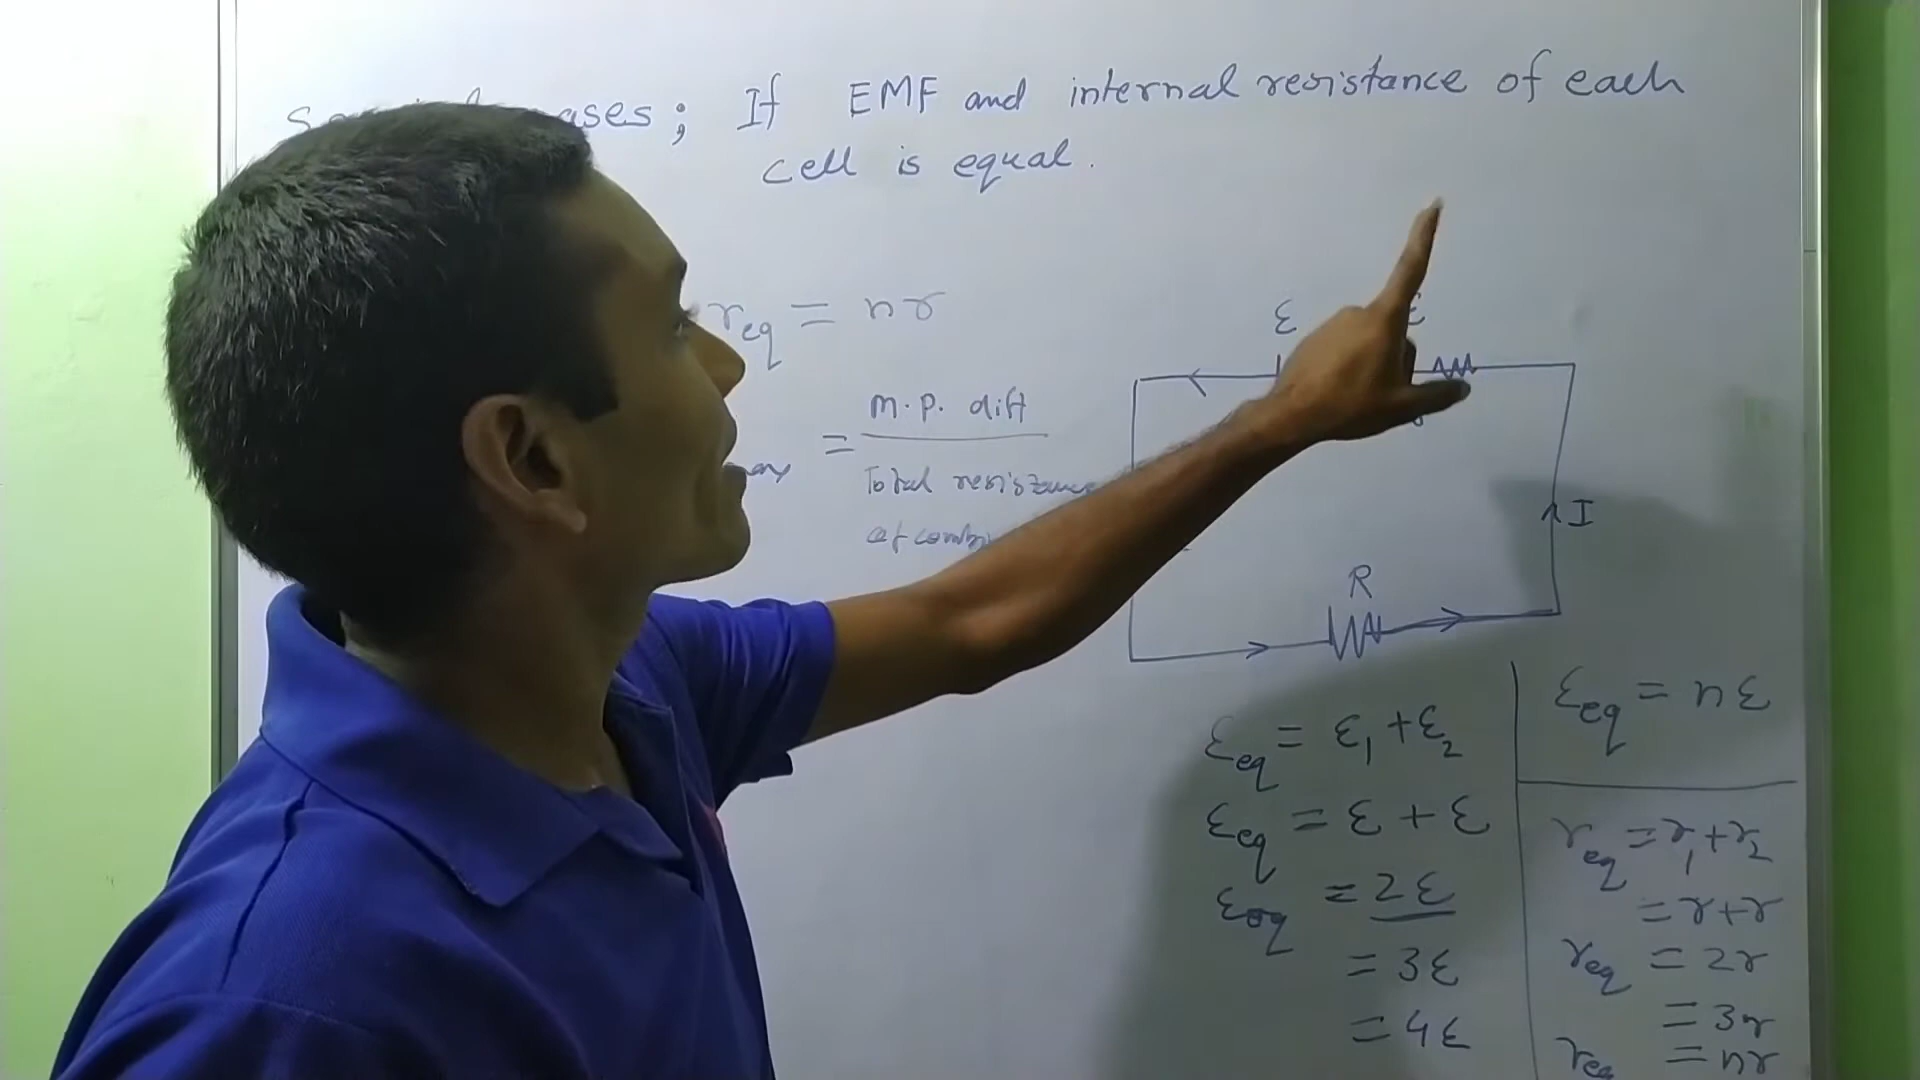 ases ; If EMF and internal resistance of each
cell is equal.
r_eq = nr
= m.p. diff
Total resistance
of
ε ε
I
R
ε_eq = ε₁ + ε₂
ε_eq = ε + ε
ε_eq = 2ε
= 3ε
= 4ε
ε_eq = nε
r_eq = r₁ + r₂
= r + r
r_eq = 2r
= 3r
r_eq = nr